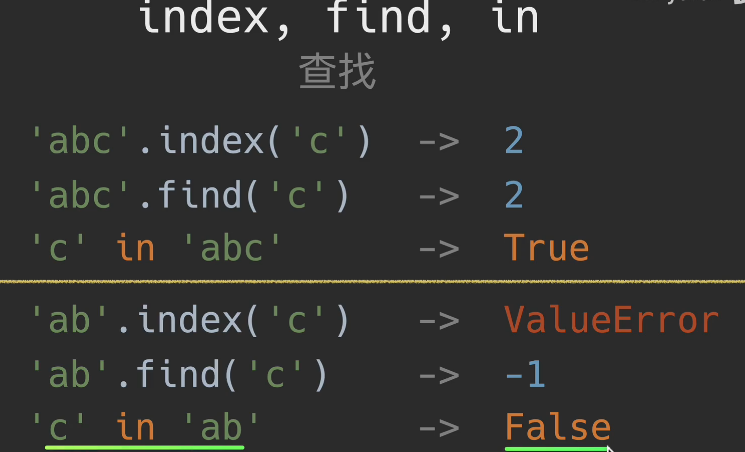 index, find, in
查找
'abc'.index('c') -> 2
'abc'.find('c') -> 2
'c' in 'abc' -> True
'ab'.index('c') -> ValueError
'ab'.find('c') -> -1
'c' in 'ab' -> False